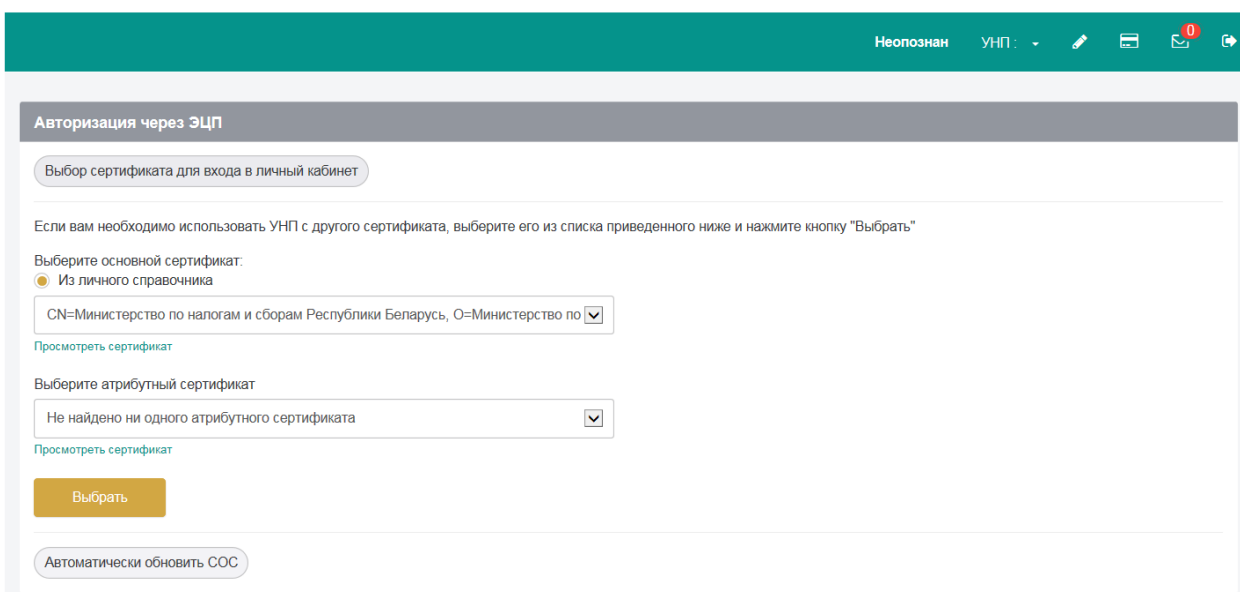 Неопознан УНП : 0
Авторизация через ЭЦП
Выбор сертификата для входа в личный кабинет
Если вам необходимо использовать УНП с другого сертификата, выберите его из списка приведенного ниже и нажмите кнопку "Выбрать"
Выберите основной сертификат:
Из личного справочника
CN=Министерство по налогам и сборам Республики Беларусь, O=Министерство по
Просмотреть сертификат
Выберите атрибутный сертификат
Не найдено ни одного атрибутного сертификата
Просмотреть сертификат
Выбрать
Автоматически обновить СОС